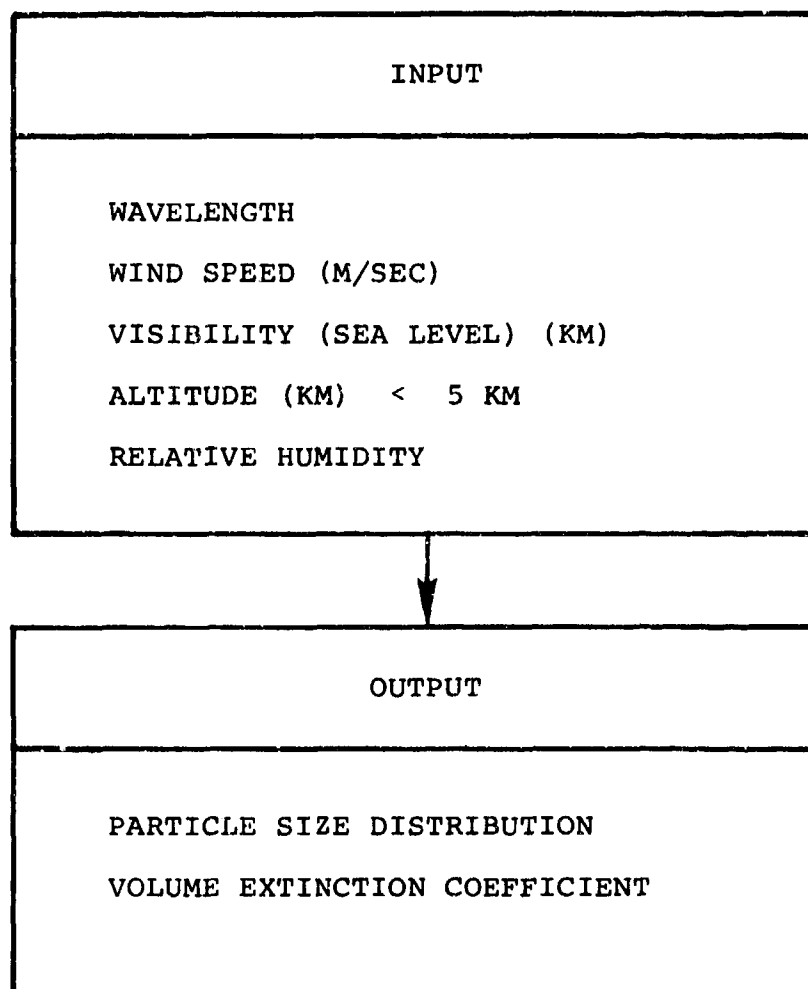 INPUT
WAVELENGTH
WIND SPEED (M/SEC)
VISIBILITY (SEA LEVEL) (KM)
ALTITUDE (KM) < 5 KM
RELATIVE HUMIDITY
OUTPUT
PARTICLE SIZE DISTRIBUTION
VOLUME EXTINCTION COEFFICIENT